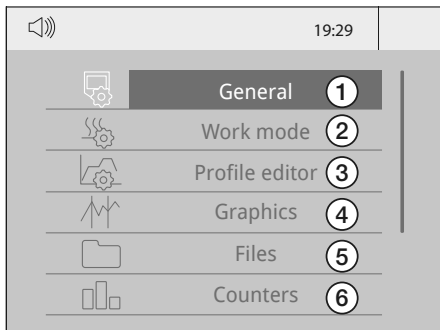 19:29
General 1
Work mode 2
Profile editor 3
Graphics 4
Files 5
Counters 6